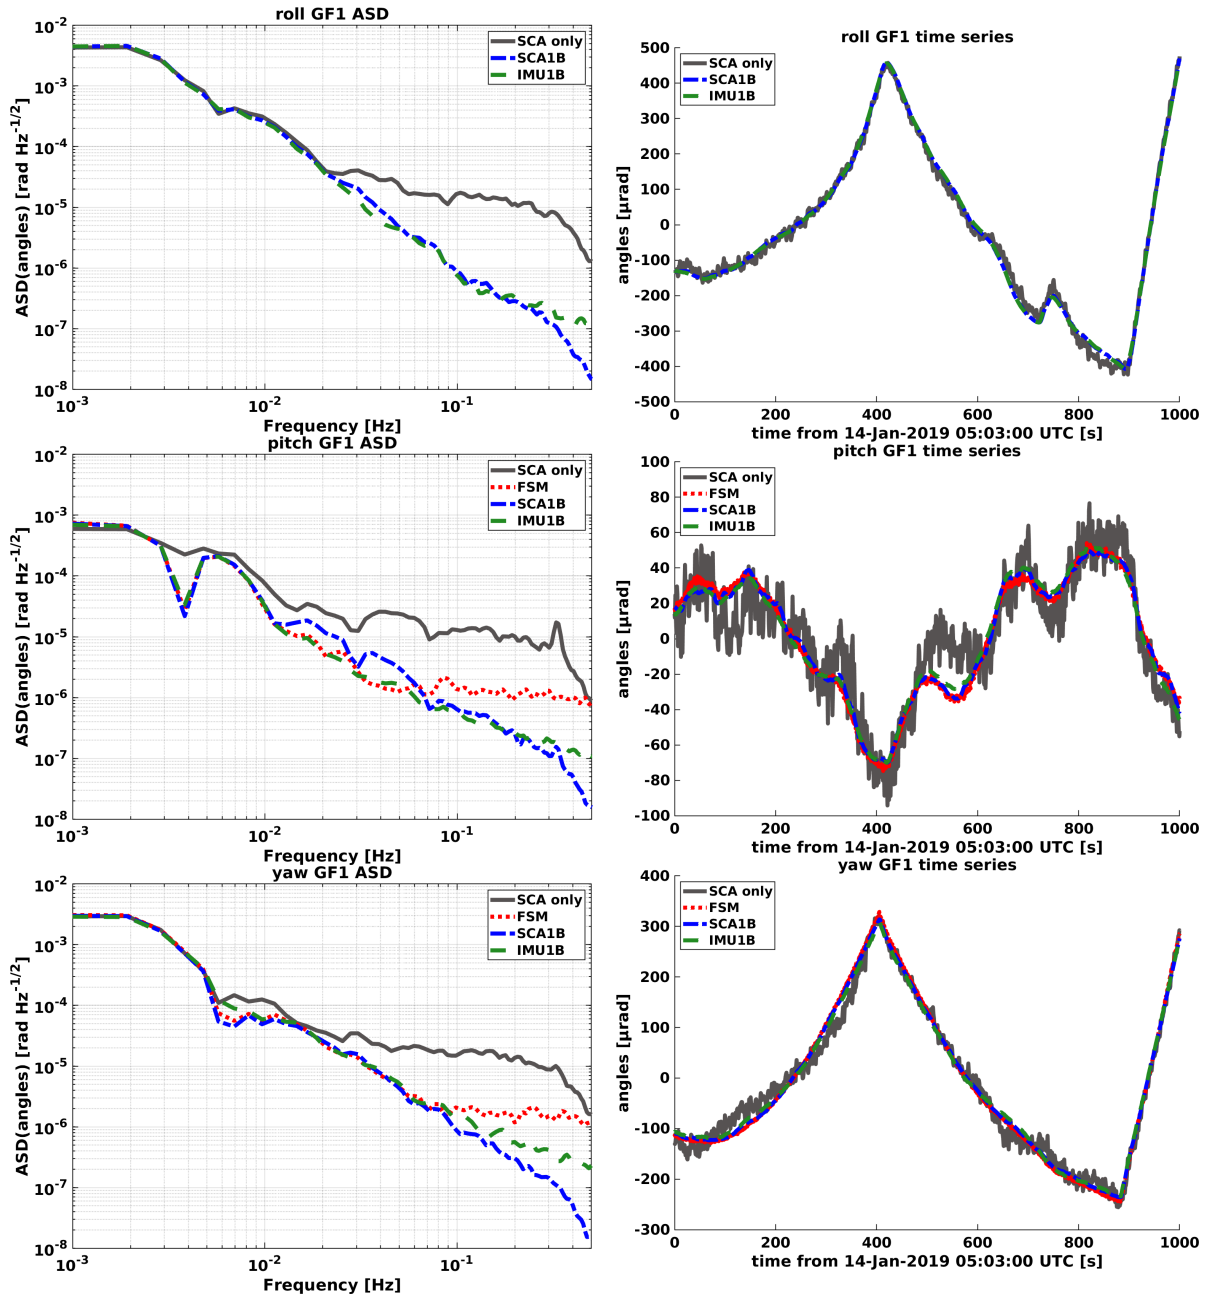 roll GF1 ASD
ASD(angles) [rad Hz-1/2]
10-2
10-3
10-4
10-5
10-6
10-7
10-8
SCA only
SCA1B
IMU1B
10-3
10-2
10-1
Frequency [Hz]
roll GF1 time series
angles [µrad]
500
400
300
200
100
0
-100
-200
-300
-400
-500
SCA only
SCA1B
IMU1B
0
200
400
600
800
1000
time from 14-Jan-2019 05:03:00 UTC [s]
pitch GF1 ASD
ASD(angles) [rad Hz-1/2]
10-2
10-3
10-4
10-5
10-6
10-7
10-8
SCA only
FSM
SCA1B
IMU1B
10-3
10-2
10-1
Frequency [Hz]
pitch GF1 time series
angles [µrad]
100
80
60
40
20
0
-20
-40
-60
-80
-100
SCA only
FSM
SCA1B
IMU1B
0
200
400
600
800
1000
time from 14-Jan-2019 05:03:00 UTC [s]
yaw GF1 ASD
ASD(angles) [rad Hz-1/2]
10-2
10-3
10-4
10-5
10-6
10-7
10-8
SCA only
FSM
SCA1B
IMU1B
10-3
10-2
10-1
Frequency [Hz]
yaw GF1 time series
angles [µrad]
400
300
200
100
0
-100
-200
-300
SCA only
FSM
SCA1B
IMU1B
0
200
400
600
800
1000
time from 14-Jan-2019 05:03:00 UTC [s]